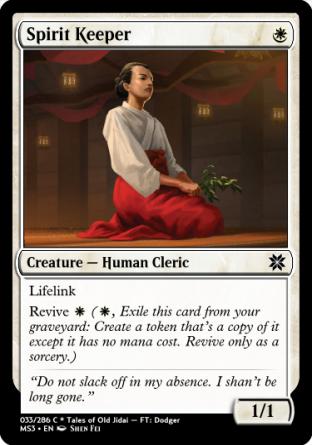 Spirit Keeper
Creature — Human Cleric
Lifelink
Revive (, Exile this card from your
graveyard: Create a token that's a copy of it
except it has no mana cost. Revive only as a
sorcery.)
"Do not slack off in my absence. I shan't be
long gone."
1/1
033/286 C * Tales of Old Jidai — FT: Dodger
MS3 • EN Shen Fei